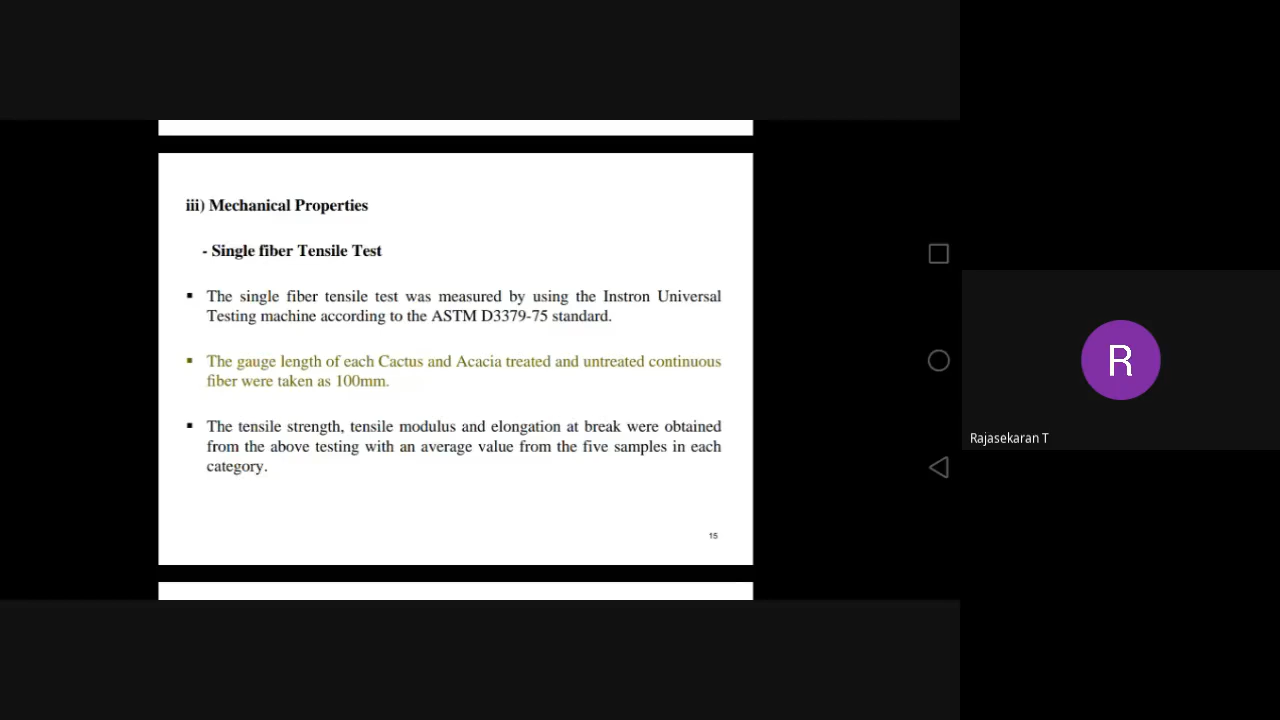 iii) Mechanical Properties
- Single fiber Tensile Test
▪ The single fiber tensile test was measured by using the Instron Universal
Testing machine according to the ASTM D3379-75 standard.
▪ The gauge length of each Cactus and Acacia treated and untreated continuous
fiber were taken as 100mm.
▪ The tensile strength, tensile modulus and elongation at break were obtained
from the above testing with an average value from the five samples in each
category.
15
R
Rajasekaran T